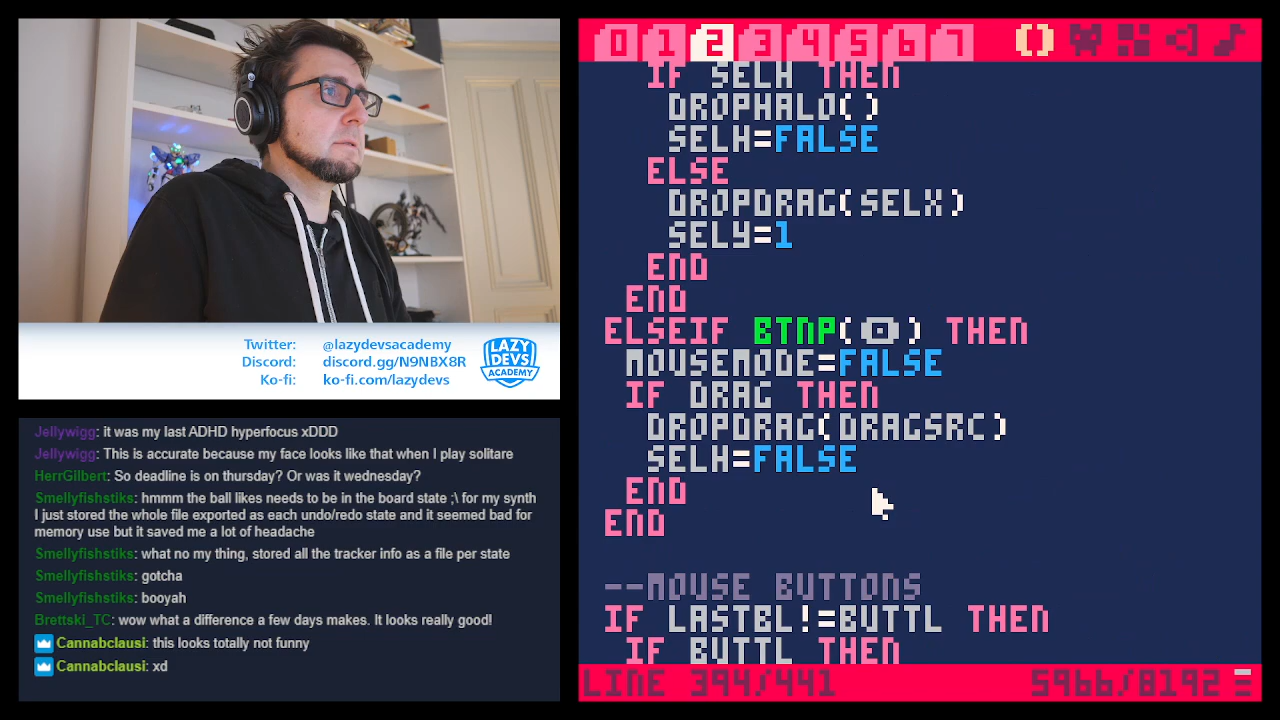 Twitter: @lazydevsacademy
Discord: discord.gg/N9NBX8R
Ko-fi: ko-fi.com/lazydevs
LAZY
DEVS
ACADEMY
Jellywigg: it was my last ADHD hyperfocus xDDD
Jellywigg: This is accurate because my face looks like that when I play solitare
HerrGilbert: So deadline is on thursday? Or was it wednesday?
Smellyfishstiks: hmmm the ball likes needs to be in the board state ;\ for my synth
I just stored the whole file exported as each undo/redo state and it seemed bad for
memory use but it saved me a lot of headache
Smellyfishstiks: what no my thing, stored all the tracker info as a file per state
Smellyfishstiks: gotcha
Smellyfishstiks: booyah
Brettski_TC: wow what a difference a few days makes. It looks really good!
Cannabclausi: this looks totally not funny
Cannabclausi: xd
0 1 2 3 4 5 6 7 ()
IF SELH THEN
DROPHALO()
SELH=FALSE
ELSE
DROPDRAG(SELX)
SELY=1
END
END
ELSEIF BTNP(🅾️) THEN
MOUSEMODE=FALSE
IF DRAG THEN
DROPDRAG(DRAGSRC)
SELH=FALSE
END
END
--MOUSE BUTTONS
IF LASTBL!=BUTTL THEN
IF BUTTL THEN
LINE 394/441 5966/8192